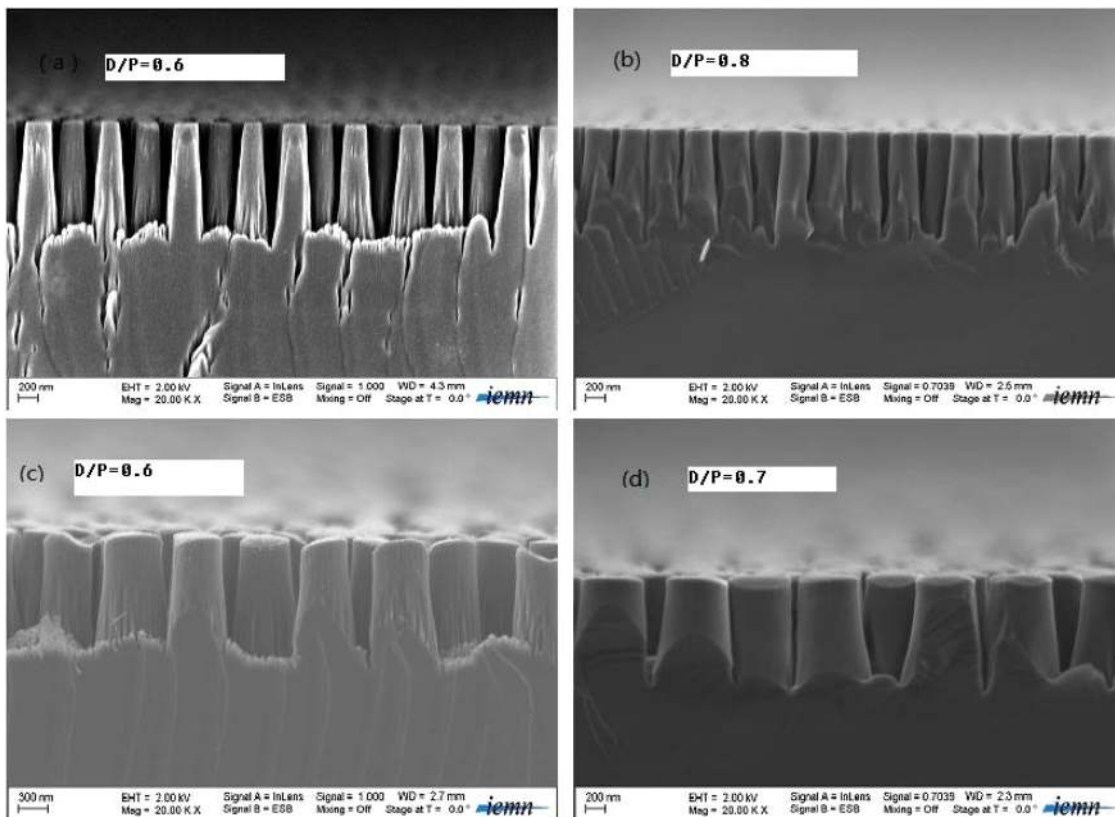 (a)
D/P=0.6
200 nm
EHT = 2.00 kV
Signal A = InLens
Signal = 1.000
WD = 4.3 mm
Mag = 20.00 K X
Signal B = ESB
Mixing = Off
Stage at T = 0.0 °
iemn
(b)
D/P=0.8
200 nm
EHT = 2.00 kV
Signal A = InLens
Signal = 0.7039
WD = 2.5 mm
Mag = 20.00 K X
Signal B = ESB
Mixing = Off
Stage at T = 0.0 °
iemn
(c)
D/P=0.6
300 nm
EHT = 2.00 kV
Signal A = InLens
Signal = 1.000
WD = 2.7 mm
Mag = 20.00 K X
Signal B = ESB
Mixing = Off
Stage at T = 0.0 °
iemn
(d)
D/P=0.7
200 nm
EHT = 2.00 kV
Signal A = InLens
Signal = 0.7039
WD = 2.3 mm
Mag = 20.00 K X
Signal B = ESB
Mixing = Off
Stage at T = 0.0 °
iemn